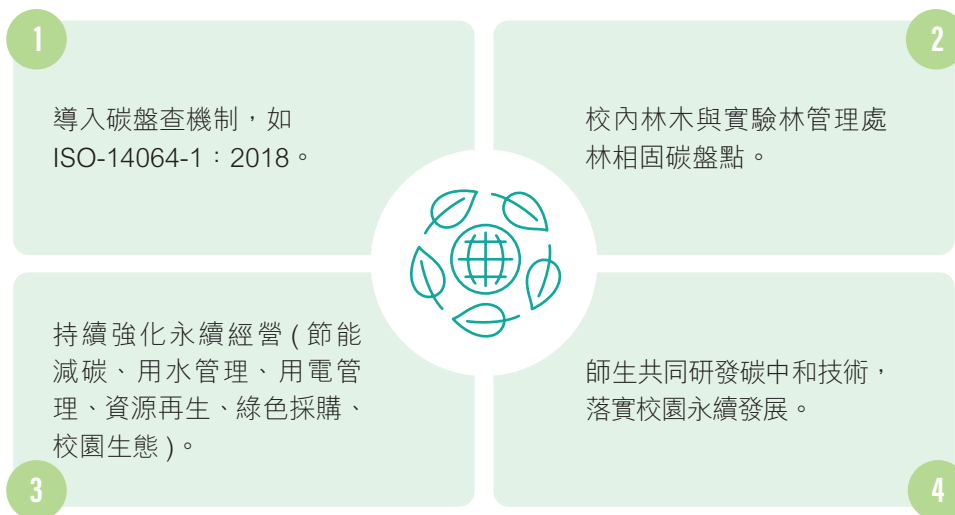 1
導入碳盤查機制，如
ISO-14064-1：2018。
2
校內林木與實驗林管理處
林相固碳盤點。
持續強化永續經營 ( 節能
減碳、用水管理、用電管
理、資源再生、綠色採購、
校園生態 )。
3
師生共同研發碳中和技術，
落實校園永續發展。
4